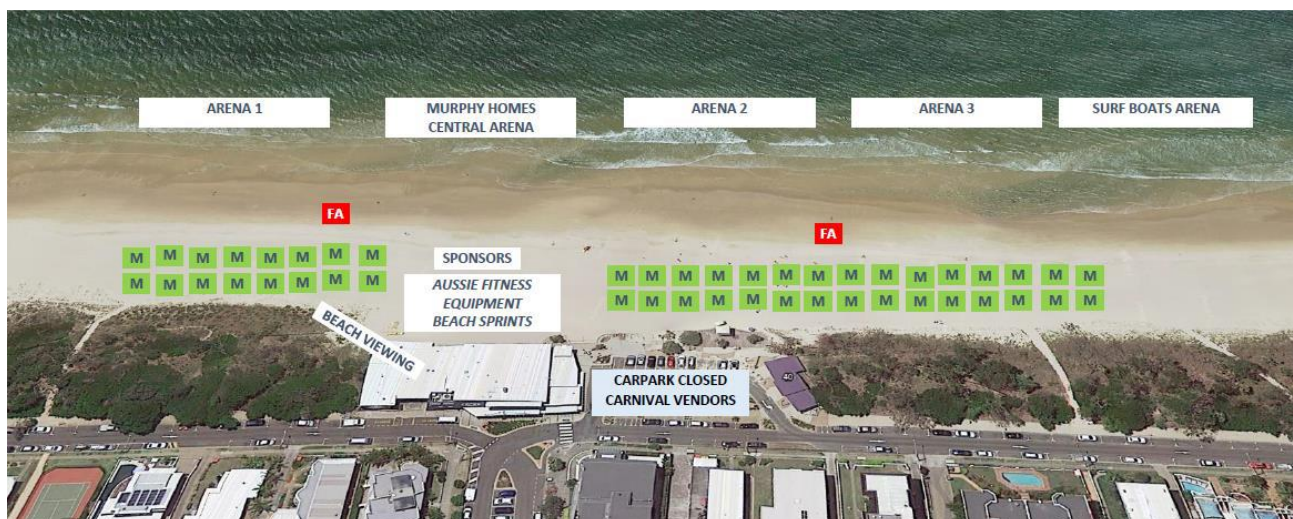 ARENA 1
MURPHY HOMES
CENTRAL ARENA
ARENA 2
ARENA 3
SURF BOATS ARENA
FA
FA
M M M M M M M M
M M M M M M M M
SPONSORS
AUSSIE FITNESS
EQUIPMENT
BEACH SPRINTS
M M M M M M M M M M M M M M M
M M M M M M M M M M M M M M M
BEACH VIEWING
CARPARK CLOSED
CARNIVAL VENDORS
40